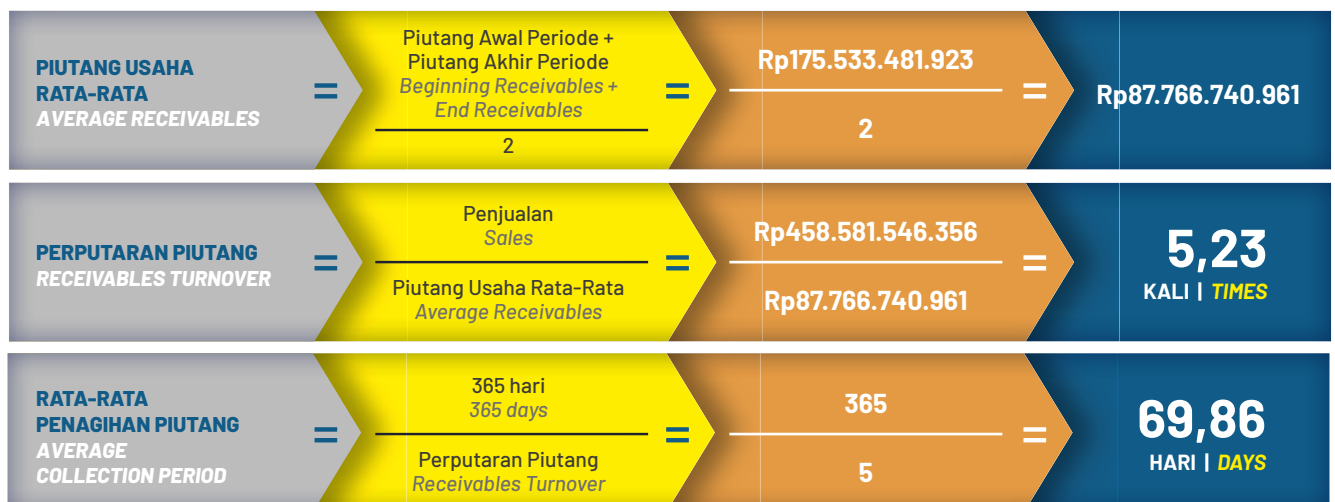 PIUTANG USAHA
RATA-RATA
AVERAGE RECEIVABLES
=
Piutang Awal Periode +
Piutang Akhir Periode
Beginning Receivables +
End Receivables
2
=
Rp175.533.481.923
2
=
Rp87.766.740.961
PERPUTARAN PIUTANG
RECEIVABLES TURNOVER
=
Penjualan
Sales
Piutang Usaha Rata-Rata
Average Receivables
=
Rp458.581.546.356
Rp87.766.740.961
=
5,23
KALI | TIMES
RATA-RATA
PENAGIHAN PIUTANG
AVERAGE
COLLECTION PERIOD
=
365 hari
365 days
Perputaran Piutang
Receivables Turnover
=
365
5
=
69,86
HARI | DAYS